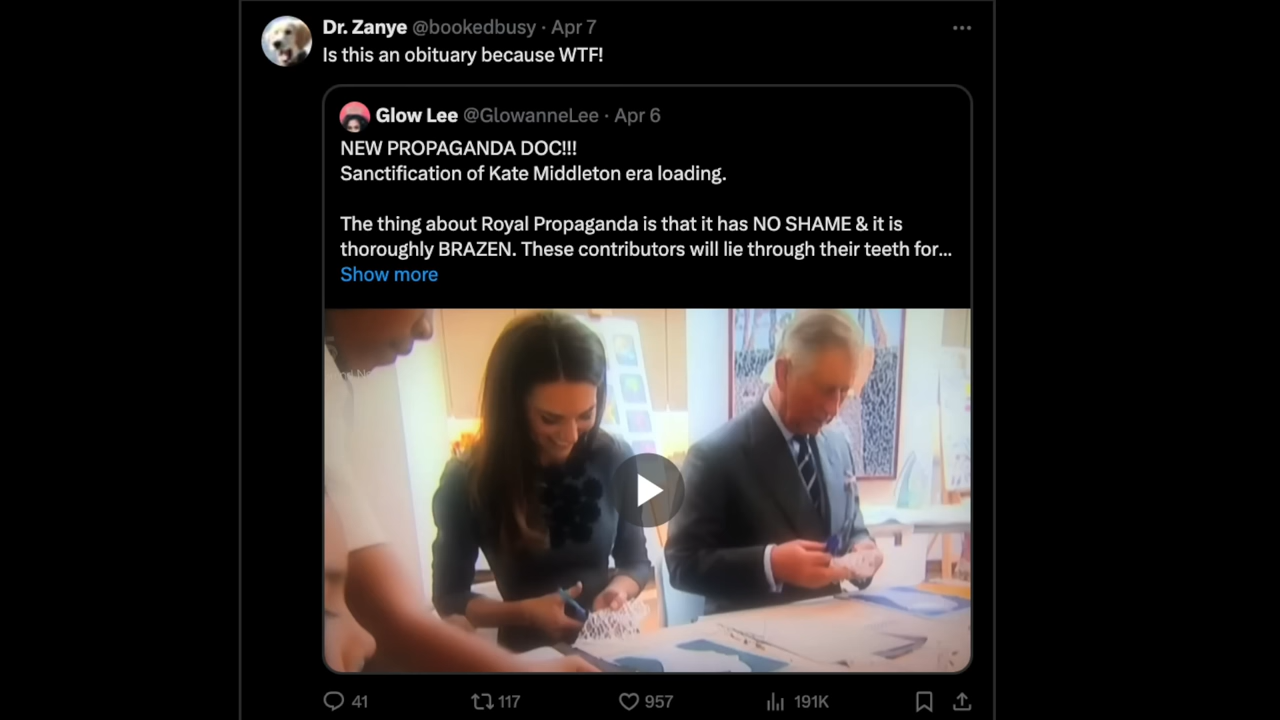 Dr. Zanye @bookedbusy · Apr 7
Is this an obituary because WTF!
Glow Lee @GlowanneLee · Apr 6
NEW PROPAGANDA DOC!!!
Sanctification of Kate Middleton era loading.
The thing about Royal Propaganda is that it has NO SHAME & it is
thoroughly BRAZEN. These contributors will lie through their teeth for...
Show more
41 117 957 191K